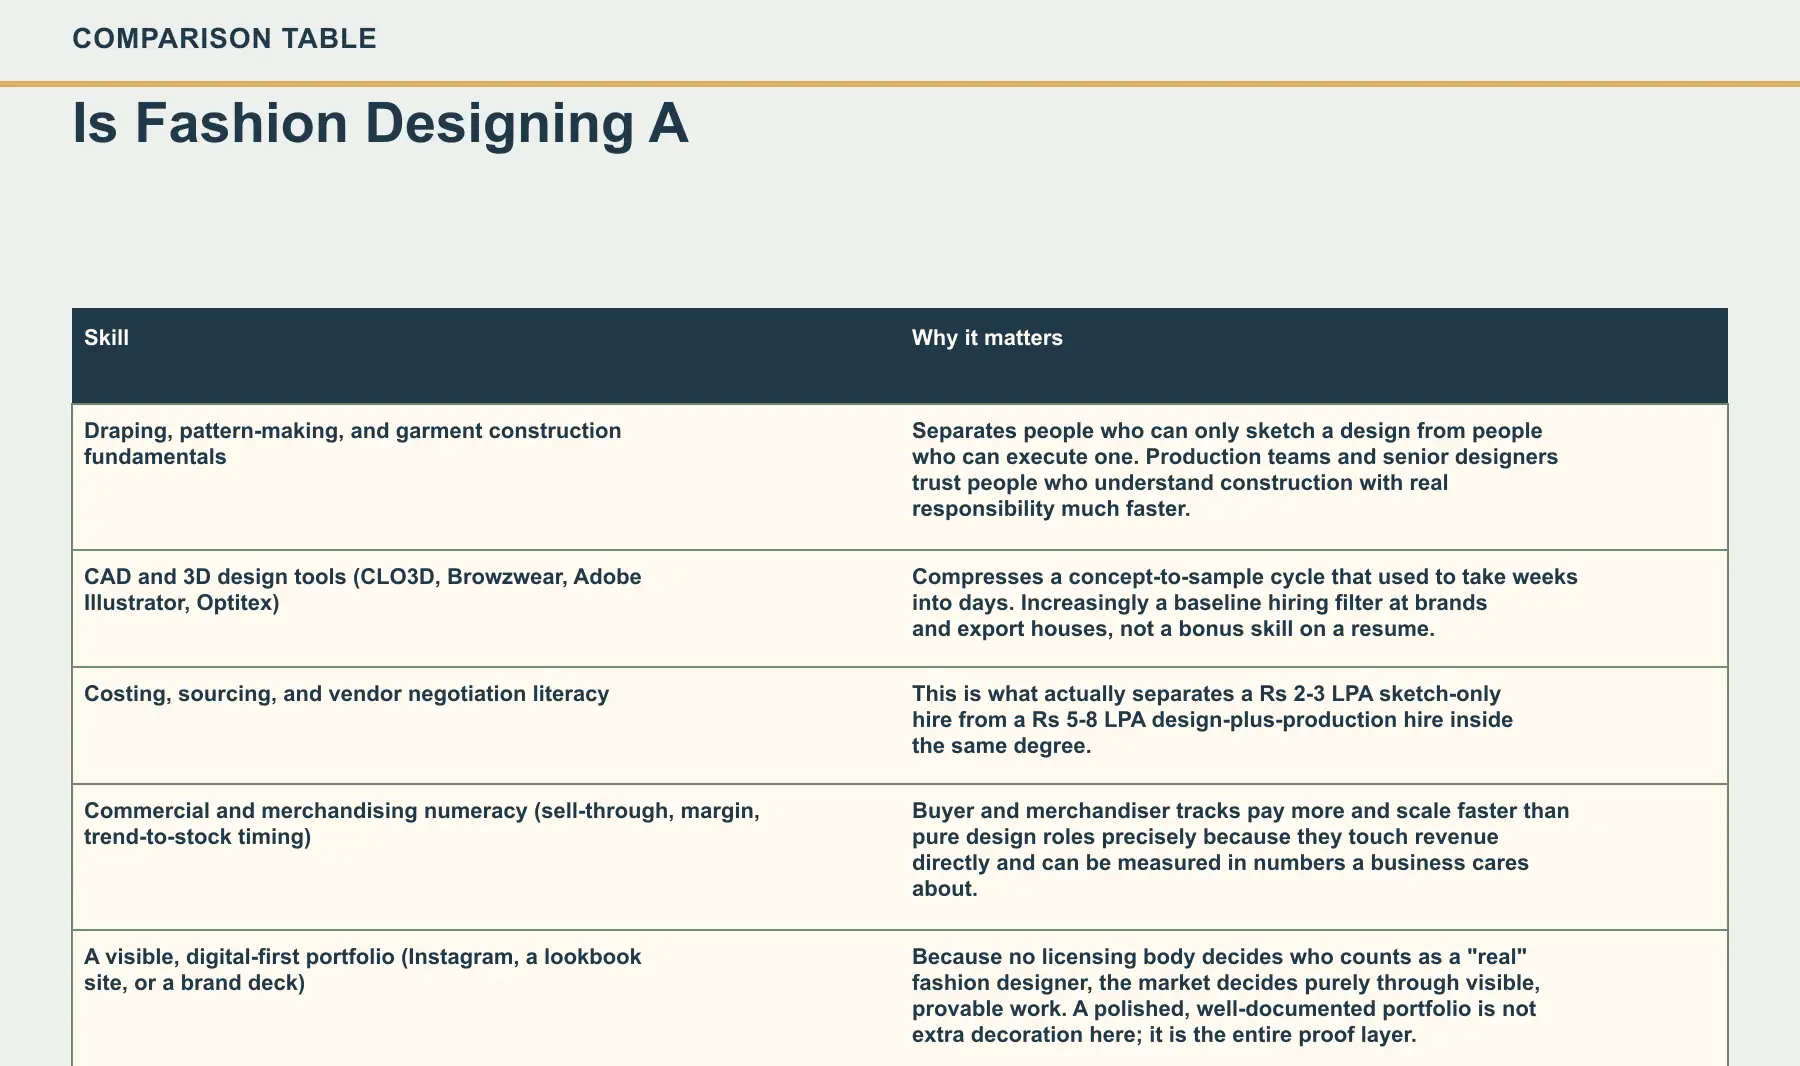 COMPARISON TABLE
Is Fashion Designing A
Skill
Why it matters
Draping, pattern-making, and garment construction
fundamentals
Separates people who can only sketch a design from people
who can execute one. Production teams and senior designers
trust people who understand construction with real
responsibility much faster.
CAD and 3D design tools (CLO3D, Browzwear, Adobe
Illustrator, Optitex)
Compresses a concept-to-sample cycle that used to take weeks
into days. Increasingly a baseline hiring filter at brands
and export houses, not a bonus skill on a resume.
Costing, sourcing, and vendor negotiation literacy
This is what actually separates a Rs 2-3 LPA sketch-only
hire from a Rs 5-8 LPA design-plus-production hire inside
the same degree.
Commercial and merchandising numeracy (sell-through, margin,
trend-to-stock timing)
Buyer and merchandiser tracks pay more and scale faster than
pure design roles precisely because they touch revenue
directly and can be measured in numbers a business cares
about.
A visible, digital-first portfolio (Instagram, a lookbook
site, or a brand deck)
Because no licensing body decides who counts as a "real"
fashion designer, the market decides purely through visible,
provable work. A polished, well-documented portfolio is not
extra decoration here; it is the entire proof layer.